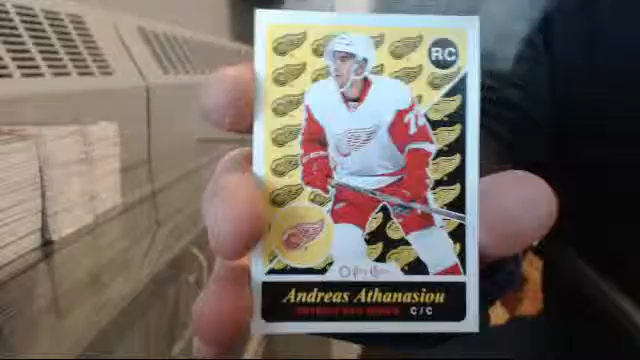 RC
O-Pee-Chee
Andreas Athanasiou
DETROIT RED WINGS C / C